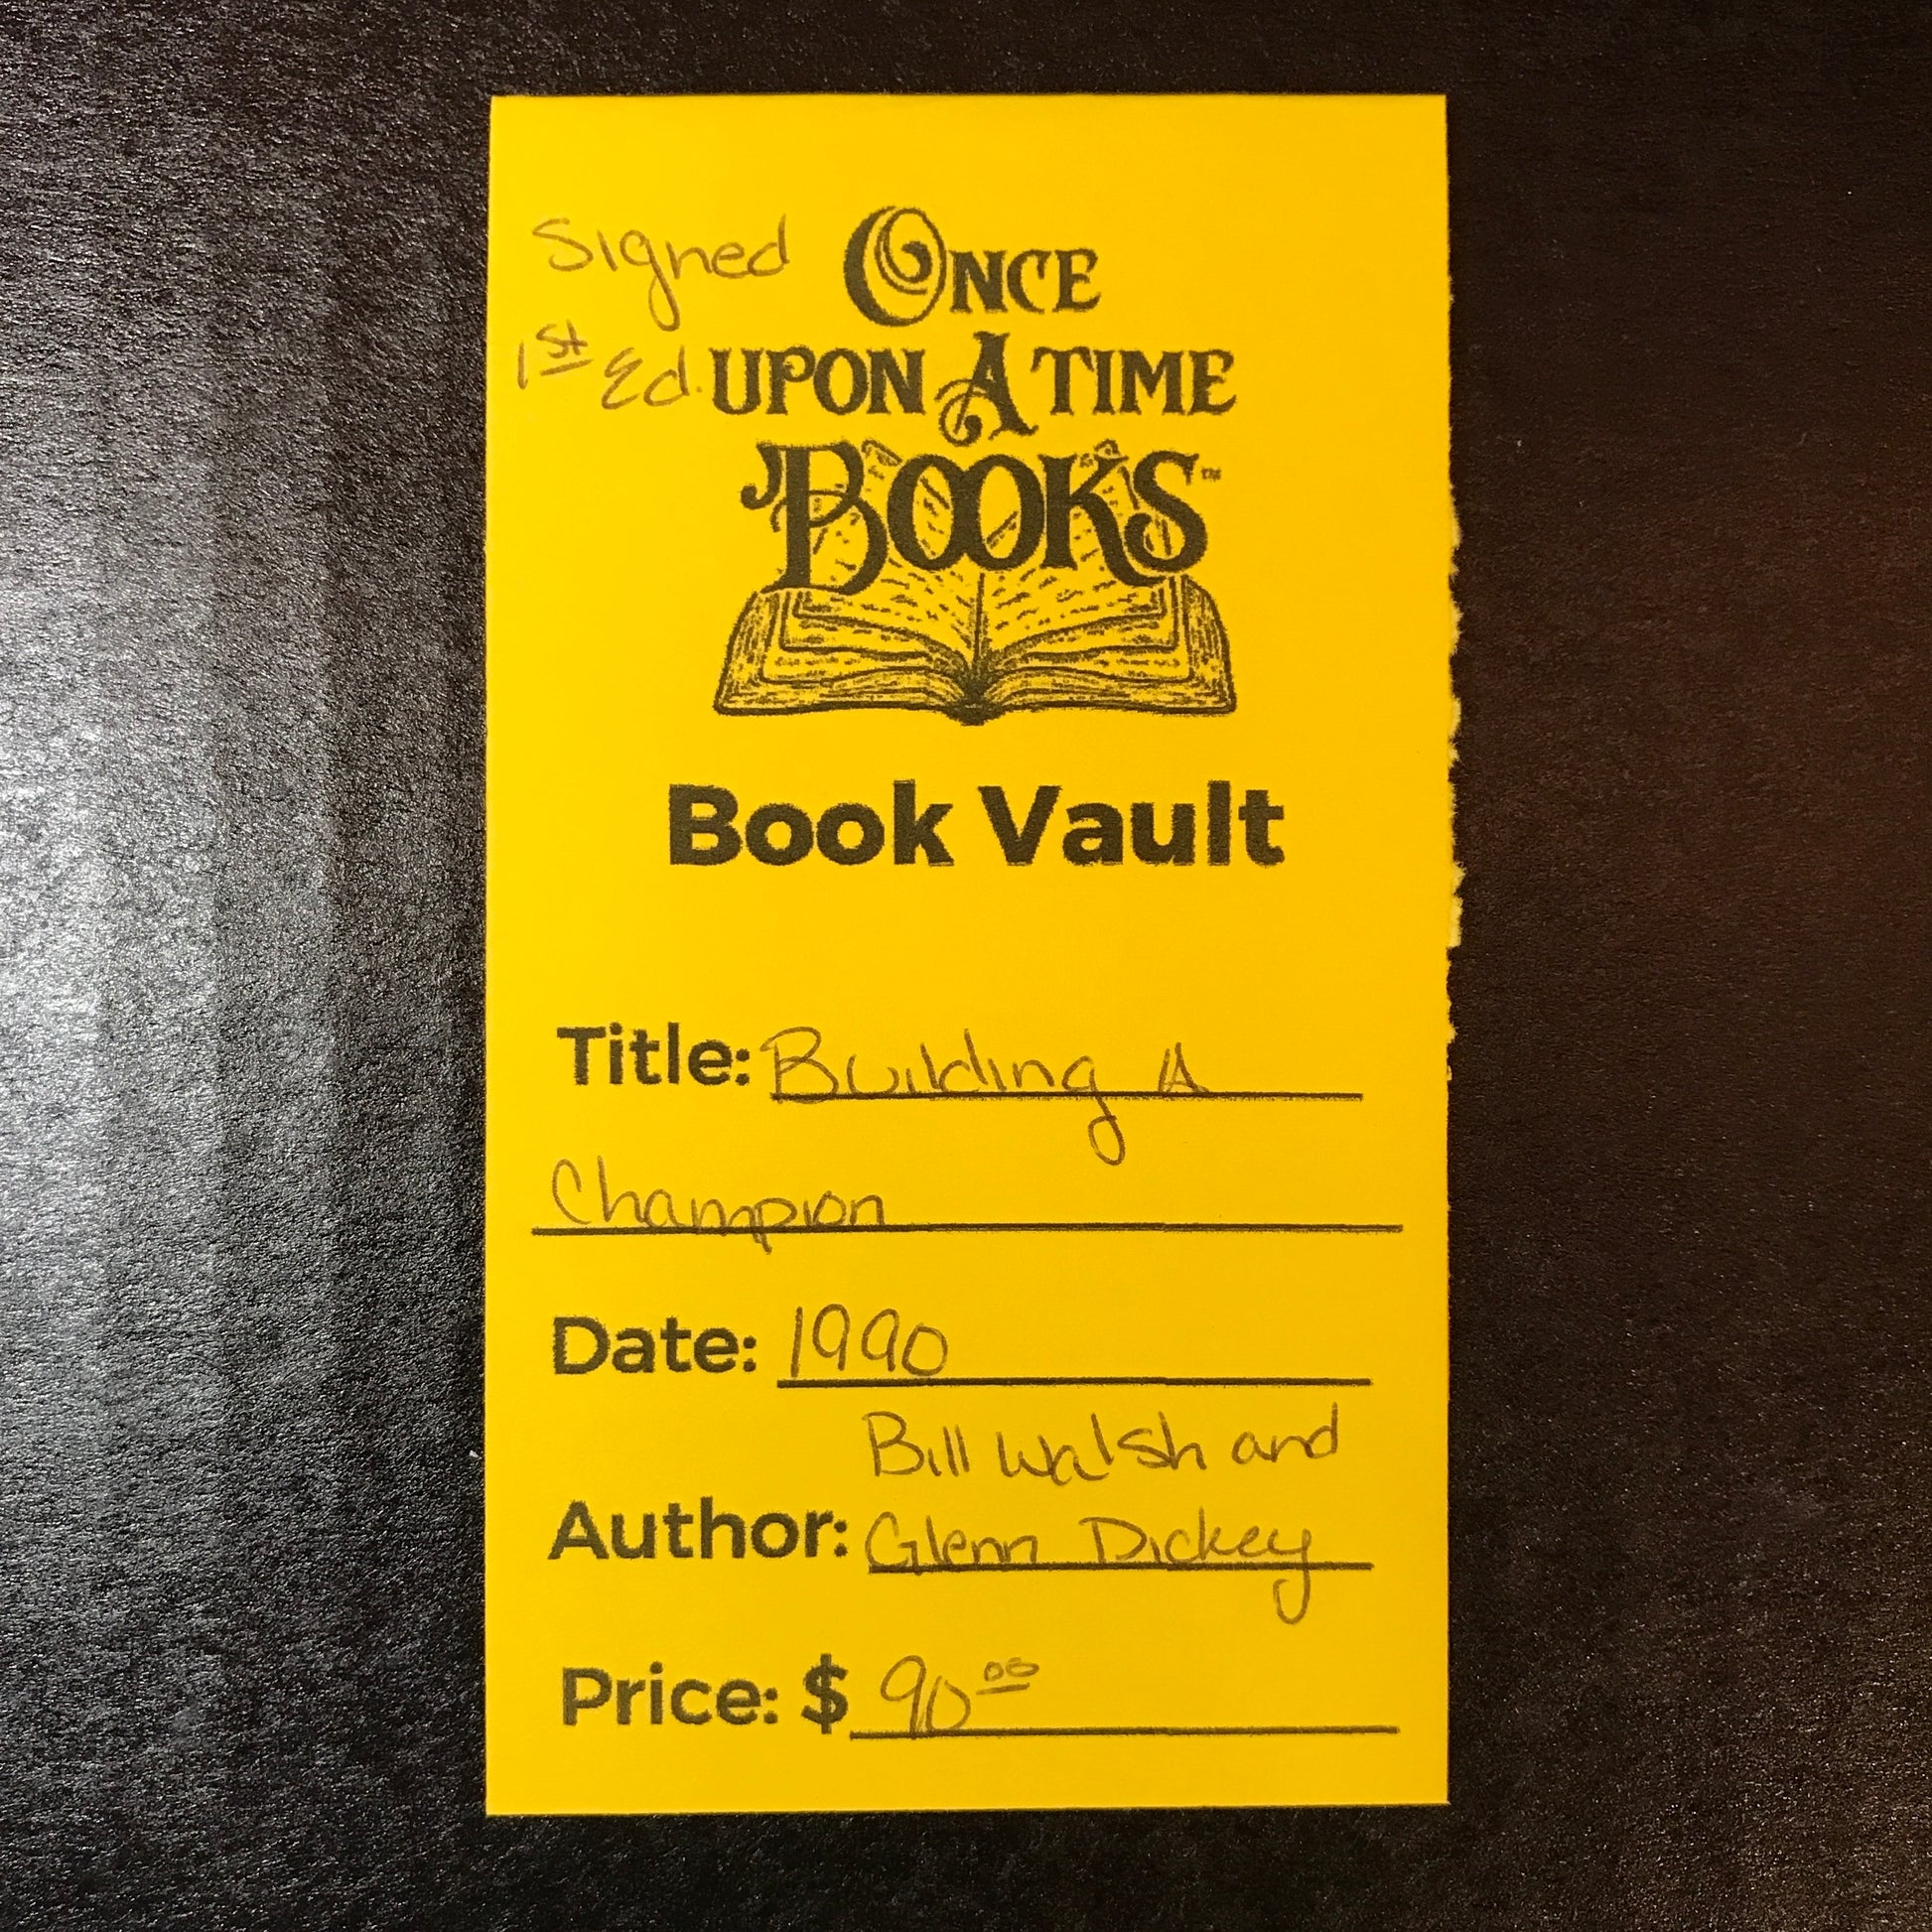 Signed
1st Ed.
ONCE
UPON A TIME
BOOKS™
Book Vault
Title: Building A
Champion
Date: 1990
Bill Walsh and
Author: Glenn Dickey
Price: $ 90 00